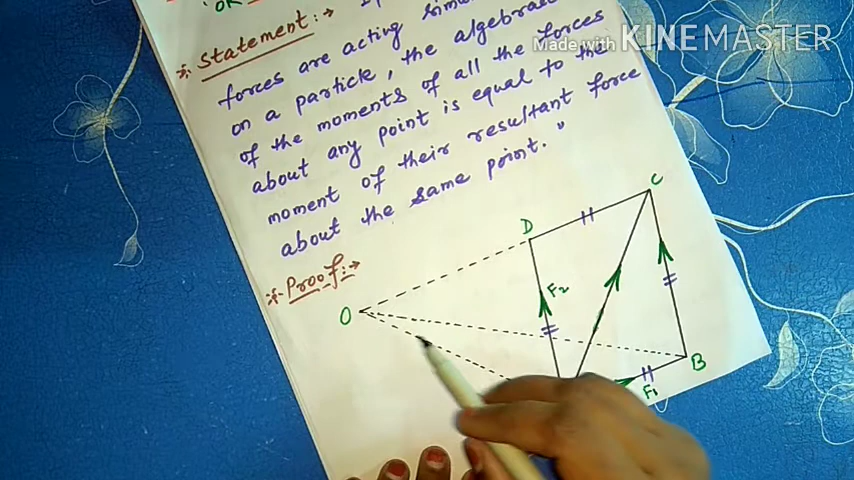 OR
Statement:→
forces are acting
on a particle, the algebraic
of the moments of all the forces
about any point is equal to the
moment of their resultant force
about the same point."
Proof:→
O
D
C
F2
B
F1
Made with KINEMASTER